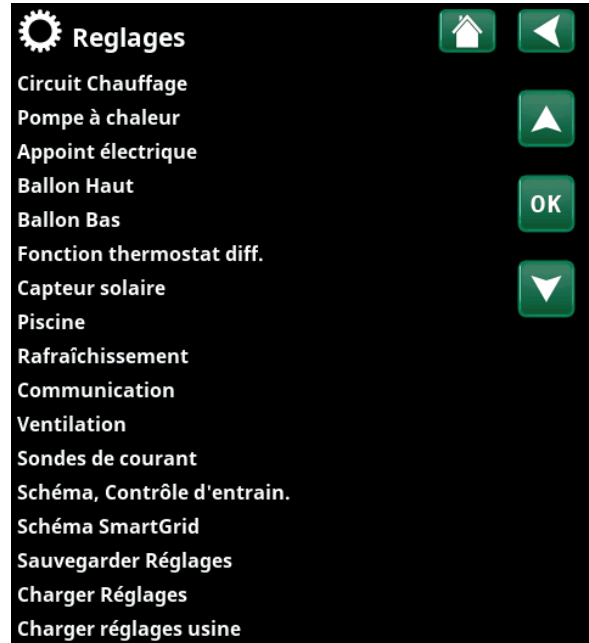 Reglages
Circuit Chauffage
Pompe à chaleur
Appoint électrique
Ballon Haut
OK
Ballon Bas
Fonction thermostat diff.
Capteur solaire
Piscine
Rafraîchissement
Communication
Ventilation
Sondes de courant
Schéma, Contrôle d'entrain.
Schéma SmartGrid
Sauvegarder Réglages
Charger Réglages
Charger réglages usine